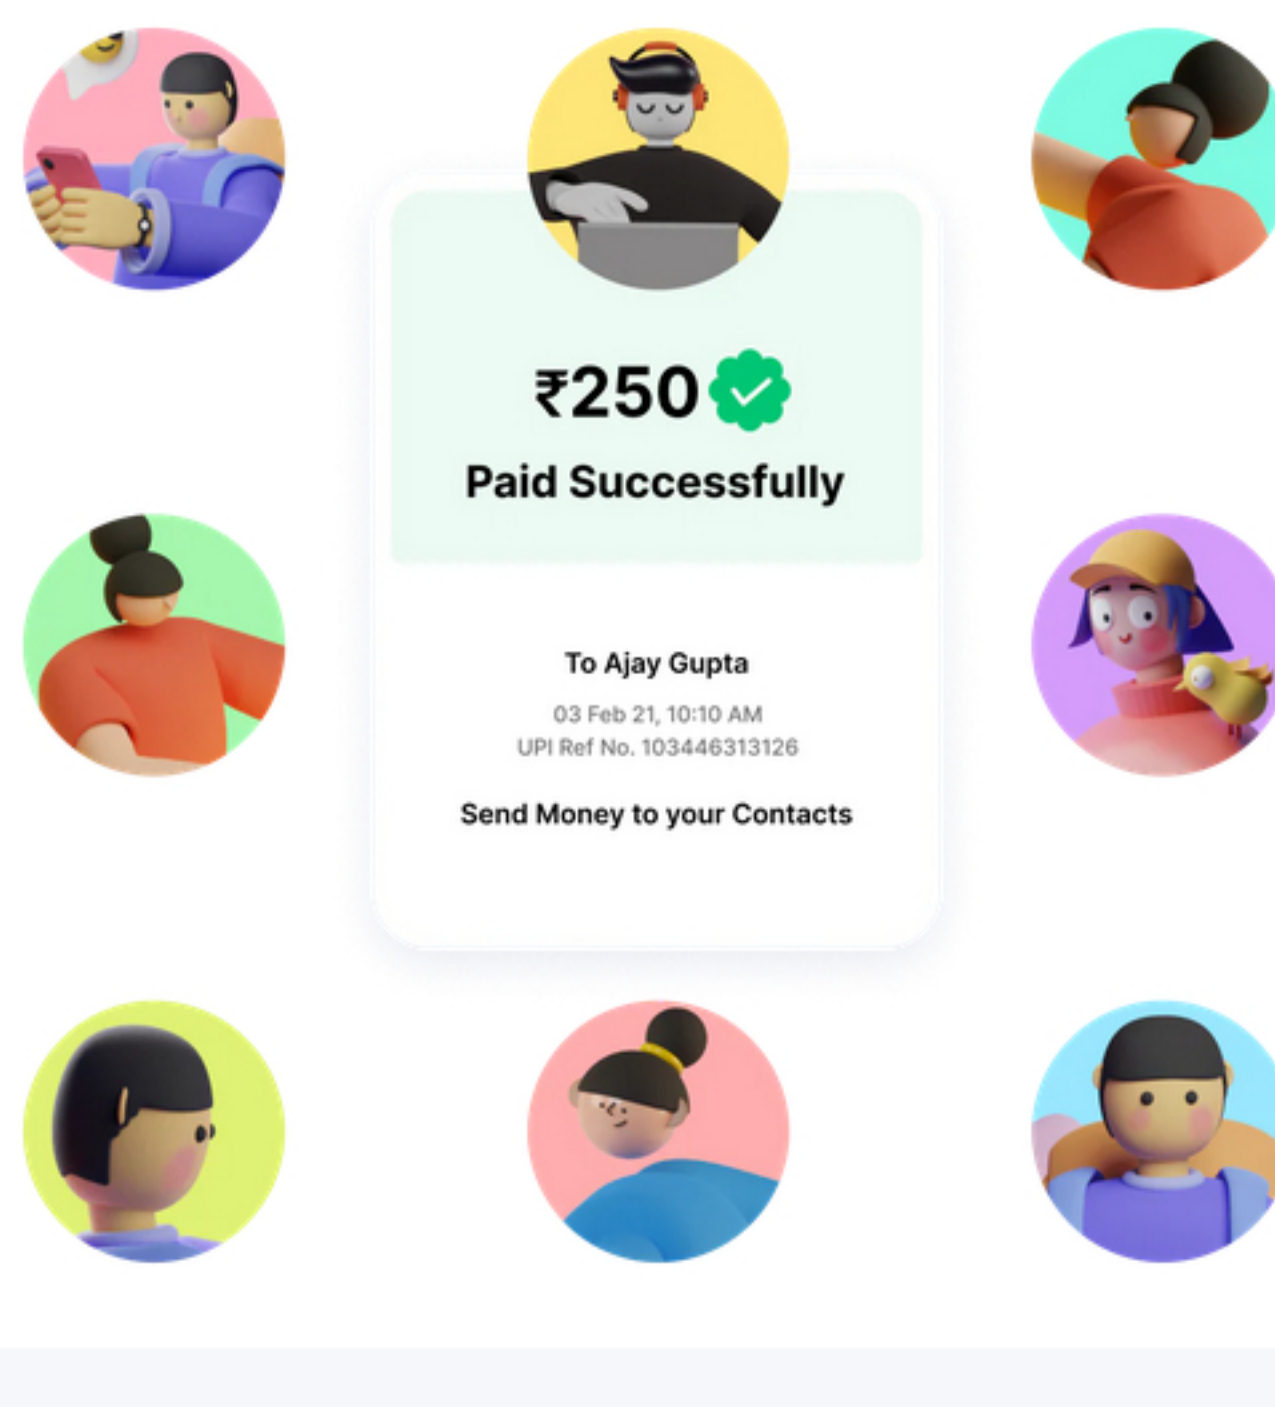 ₹250
Paid Successfully
To Ajay Gupta
03 Feb 21, 10:10 AM
UPI Ref No. 103446313126
Send Money to your Contacts